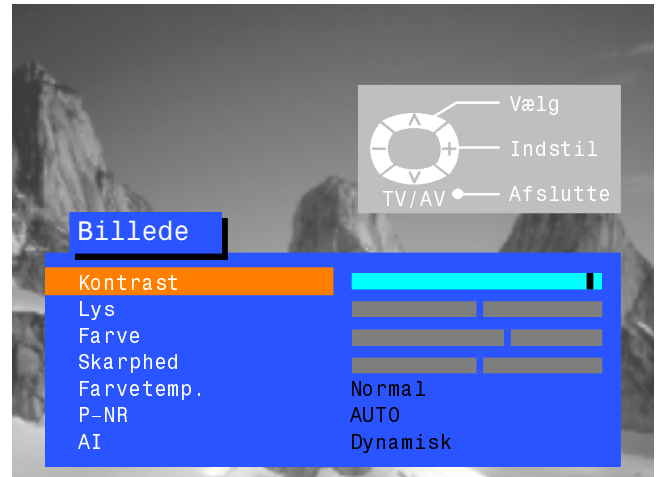 Vælg
Indstil
TV/AV Afslutte
Billede
Kontrast
Lys
Farve
Skarphed
Farvetemp. Normal
P-NR AUTO
AI Dynamisk